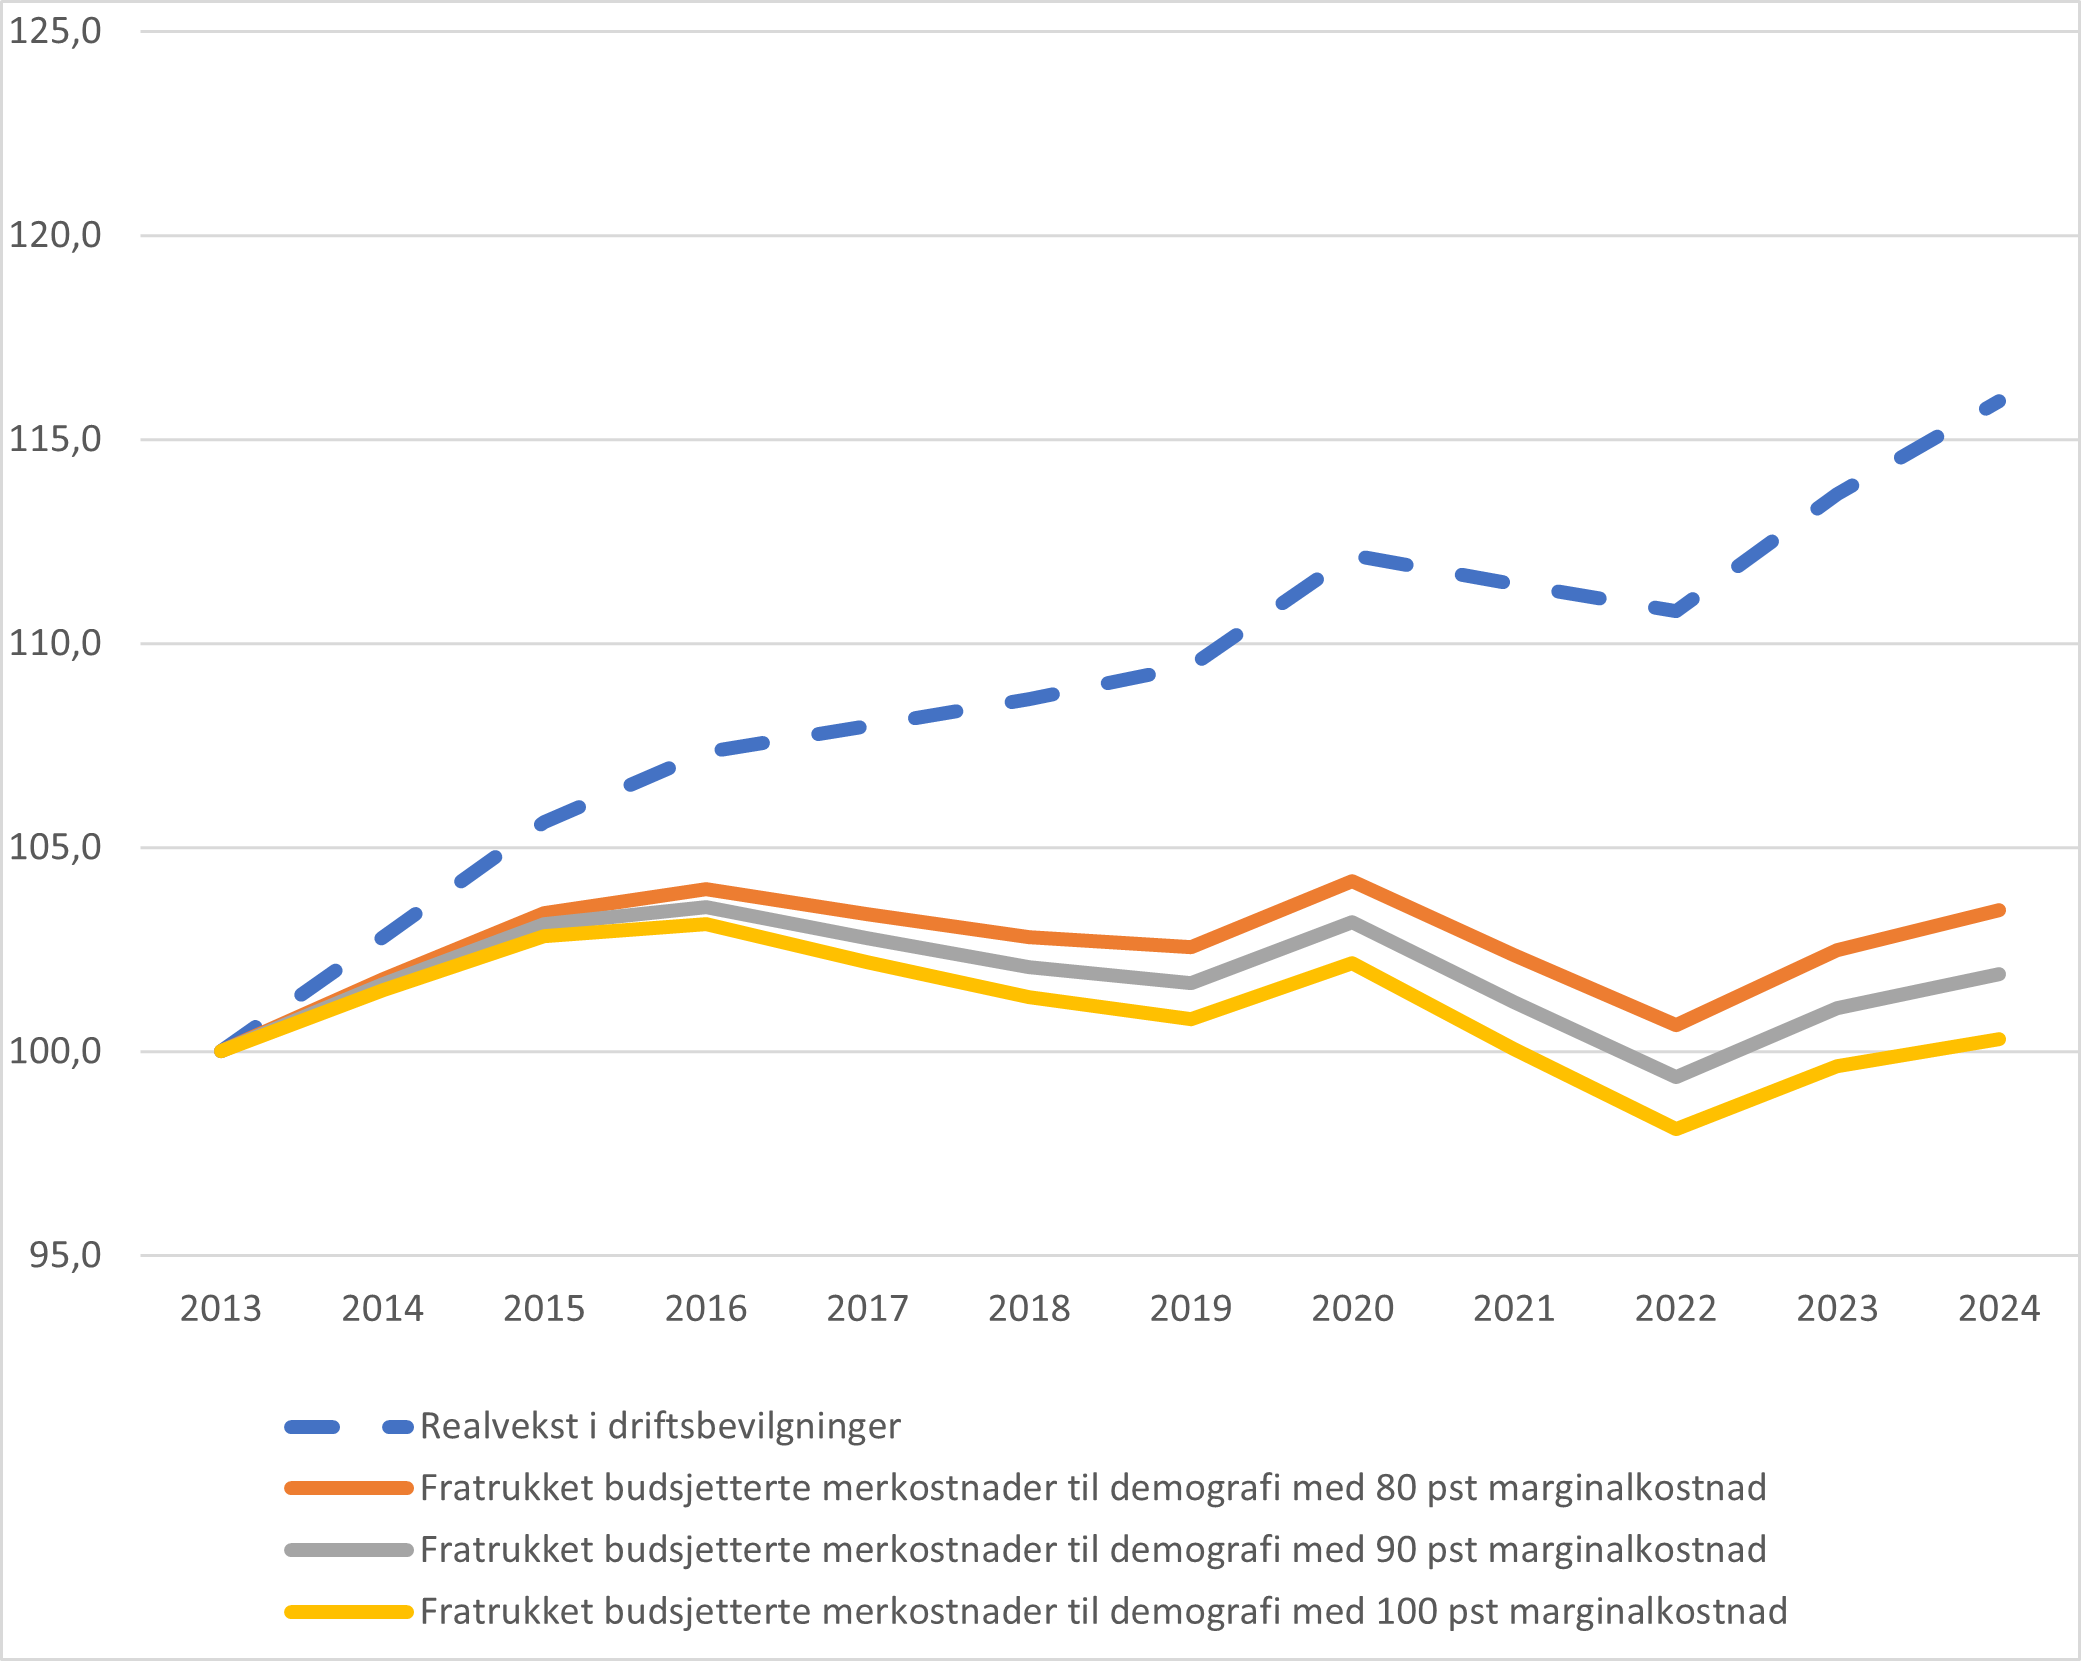 125,0
120,0
115,0
110,0
105,0
100,0
95,0
2013 2014 2015 2016 2017 2018 2019 2020 2021 2022 2023 2024
Realvekst i driftsbevilgninger
Fratrukket budsjetterte merkostnader til demografi med 80 pst marginalkostnad
Fratrukket budsjetterte merkostnader til demografi med 90 pst marginalkostnad
Fratrukket budsjetterte merkostnader til demografi med 100 pst marginalkostnad